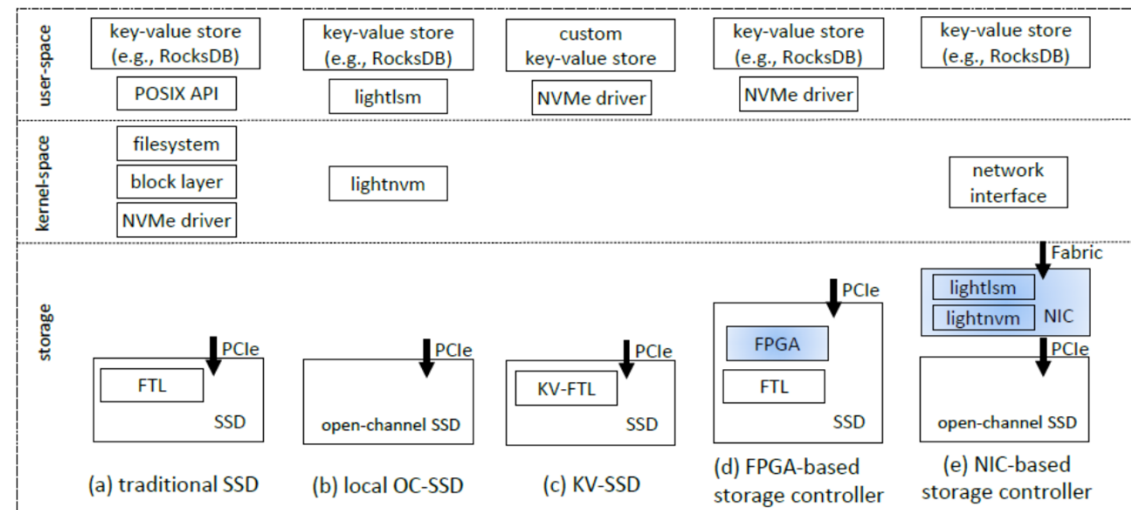 user-space
key-value store
(e.g., RocksDB)
POSIX API
key-value store
(e.g., RocksDB)
lightlsm
custom
key-value store
NVMe driver
key-value store
(e.g., RocksDB)
NVMe driver
key-value store
(e.g., RocksDB)
kernel-space
filesystem
block layer
NVMe driver
lightnvm
network
interface
storage
PCIe
FTL
SSD
PCIe
open-channel SSD
PCIe
KV-FTL
SSD
PCIe
FPGA
FTL
SSD
Fabric
lightlsm
lightnvm
NIC
PCIe
open-channel SSD
(a) traditional SSD
(b) local OC-SSD
(c) KV-SSD
(d) FPGA-based
storage controller
(e) NIC-based
storage controller